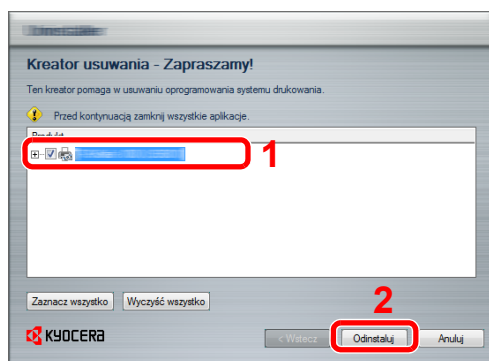 Kreator usuwania - Zapraszamy!
Ten kreator pomaga w usuwaniu oprogramowania systemu drukowania.
Przed kontynuacją zamknij wszystkie aplikacje.
Produkt
1
Zaznacz wszystko Wyczyść wszystko
2
KYOCERA < Wstecz Odinstaluj Anuluj